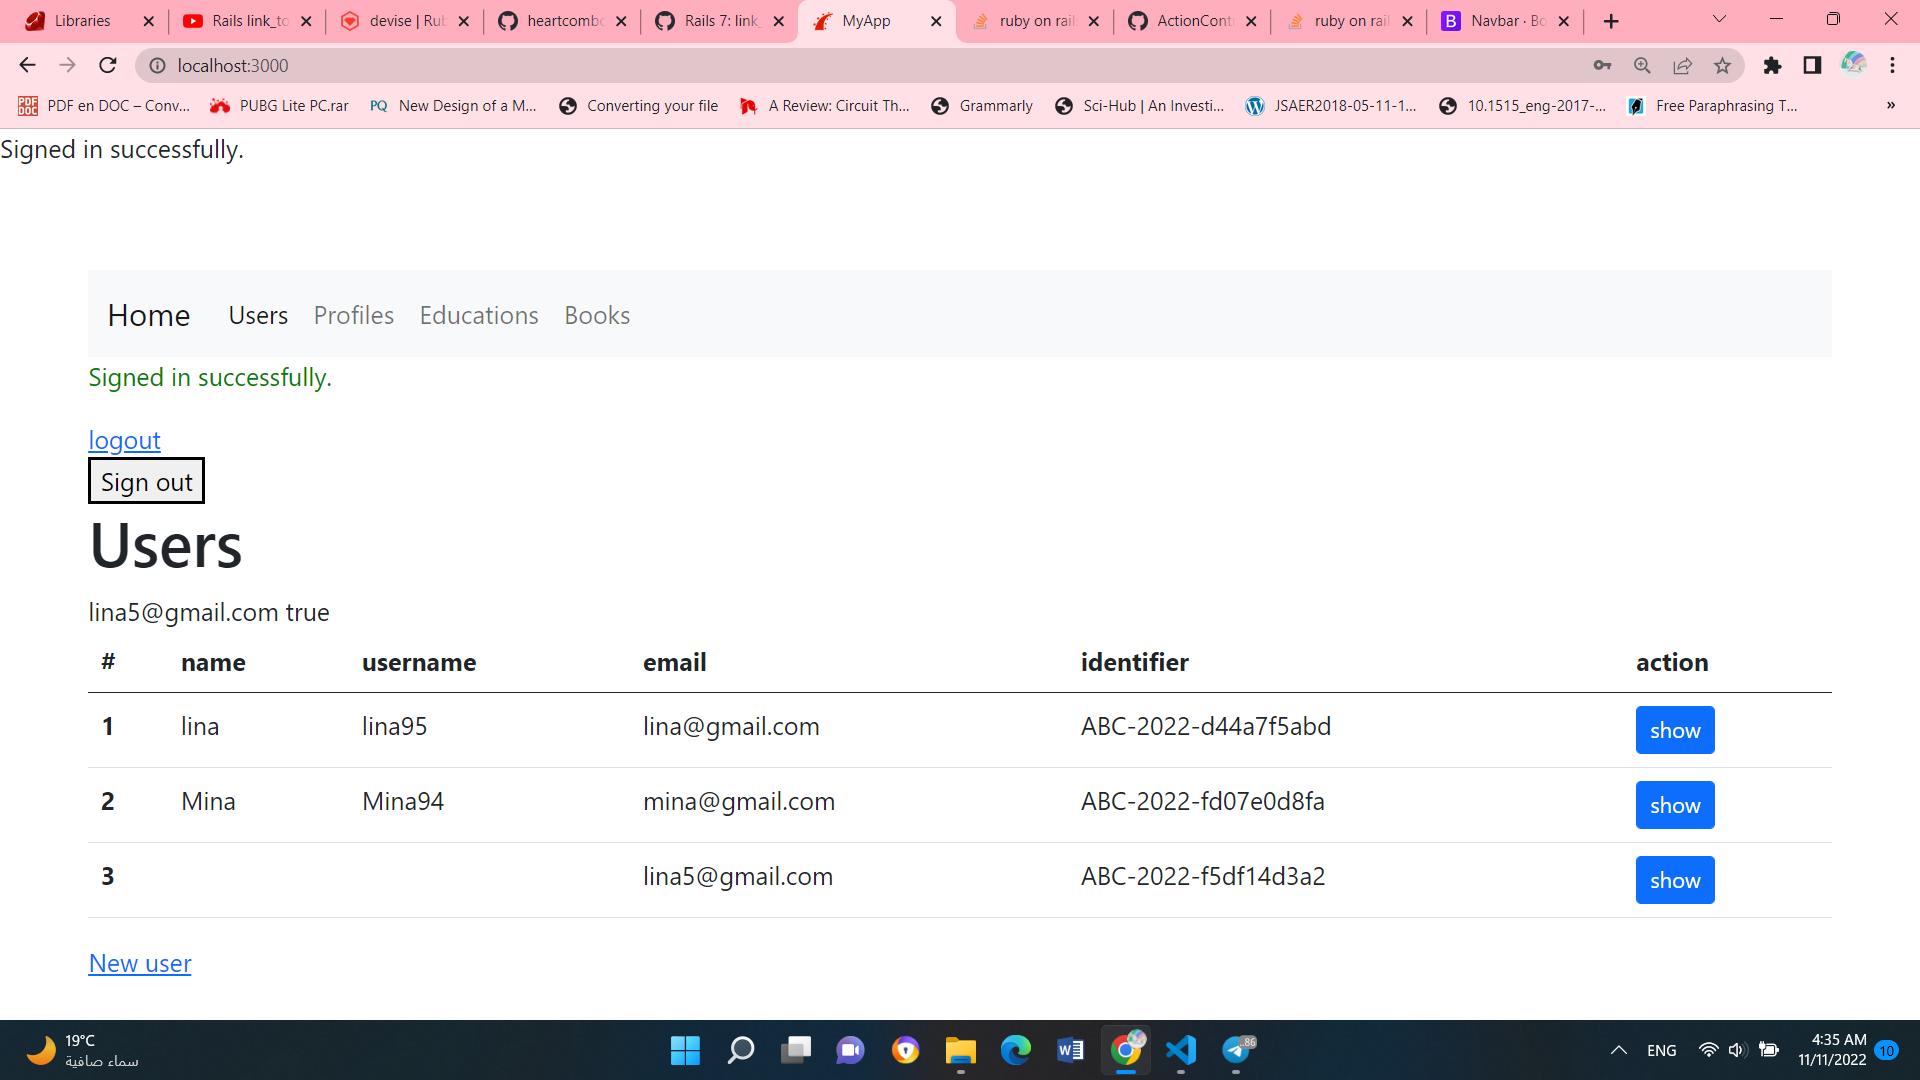 Libraries
Rails link_to
devise | Rub
heartcombo
Rails 7: link_
MyApp
ruby on rail
ActionContr
ruby on rail
Navbar · Bo
localhost:3000
PDF en DOC – Conv...
PUBG Lite PC.rar
PQ New Design of a M...
Converting your file
A Review: Circuit Th...
Grammarly
Sci-Hub | An Investi...
JSAER2018-05-11-1...
10.1515_eng-2017-...
Free Paraphrasing T...
»
Signed in successfully.
Home Users Profiles Educations Books
Signed in successfully.
logout
Sign out
Users
lina5@gmail.com true
# name username email identifier action
1 lina lina95 lina@gmail.com ABC-2022-d44a7f5abd show
2 Mina Mina94 mina@gmail.com ABC-2022-fd07e0d8fa show
3 lina5@gmail.com ABC-2022-f5df14d3a2 show
New user
19°C
سماء صافية
ENG
4:35 AM
11/11/2022
10